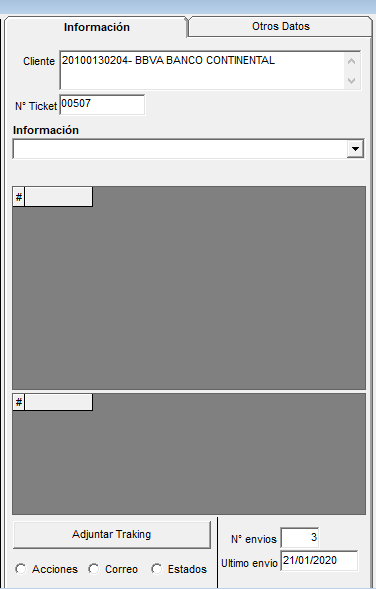 Información Otros Datos
Cliente 20100130204- BBVA BANCO CONTINENTAL
N° Ticket 00507
Información
#
#
Adjuntar Traking
N° envios 3
Acciones Correo Estados
Ultimo envio 21/01/2020